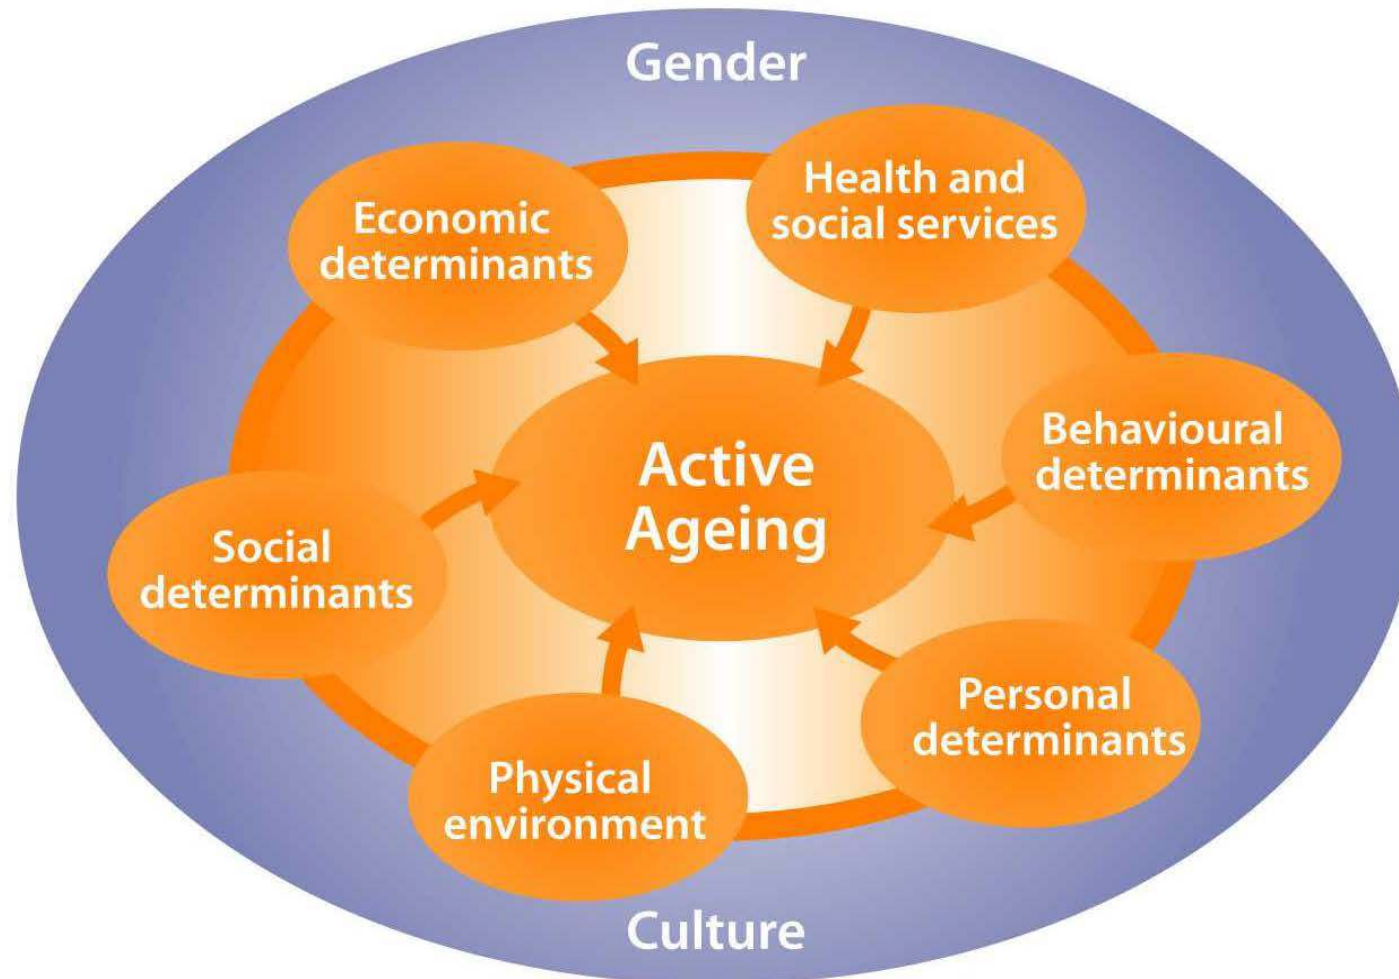 Gender
Health and
social services
Economic
determinants
Behavioural
determinants
Active
Ageing
Social
determinants
Personal
determinants
Physical
environment
Culture